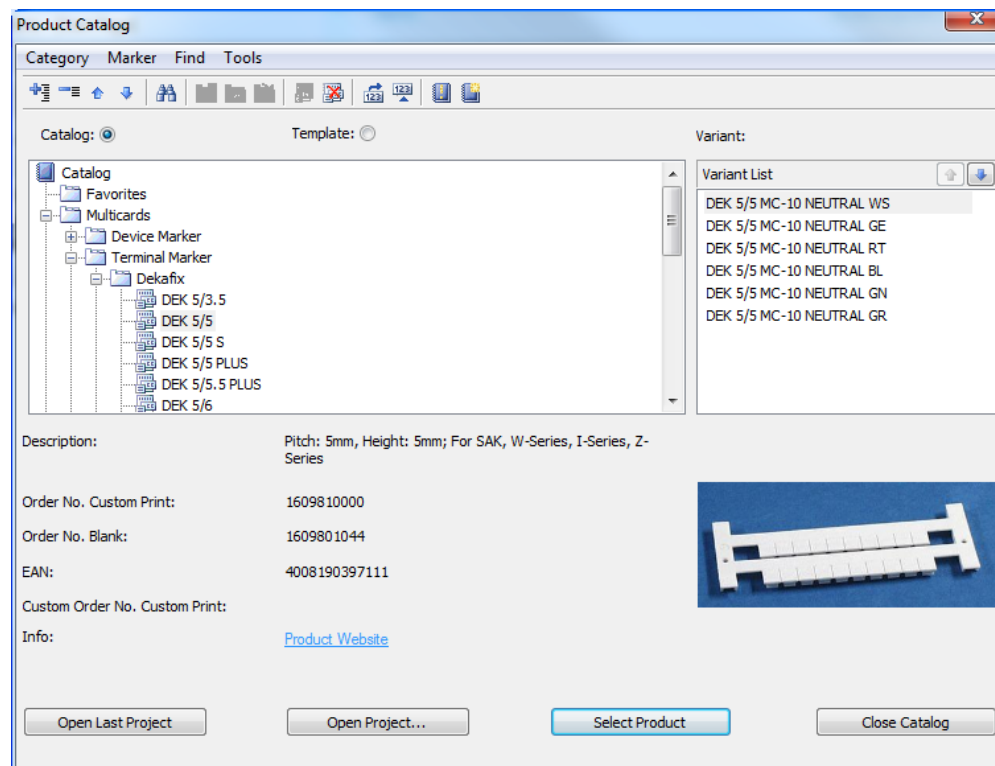 Product Catalog
Category Marker Find Tools
Catalog:
Template:
Variant:
Catalog
Favorites
Multicards
Device Marker
Terminal Marker
Dekafix
DEK 5/3.5
DEK 5/5
DEK 5/5 S
DEK 5/5 PLUS
DEK 5/5.5 PLUS
DEK 5/6
Variant List
DEK 5/5 MC-10 NEUTRAL WS
DEK 5/5 MC-10 NEUTRAL GE
DEK 5/5 MC-10 NEUTRAL RT
DEK 5/5 MC-10 NEUTRAL BL
DEK 5/5 MC-10 NEUTRAL GN
DEK 5/5 MC-10 NEUTRAL GR
Description: Pitch: 5mm, Height: 5mm; For SAK, W-Series, I-Series, Z-
Series
Order No. Custom Print: 1609810000
Order No. Blank: 1609801044
EAN: 4008190397111
Custom Order No. Custom Print:
Info: Product Website
Open Last Project
Open Project...
Select Product
Close Catalog